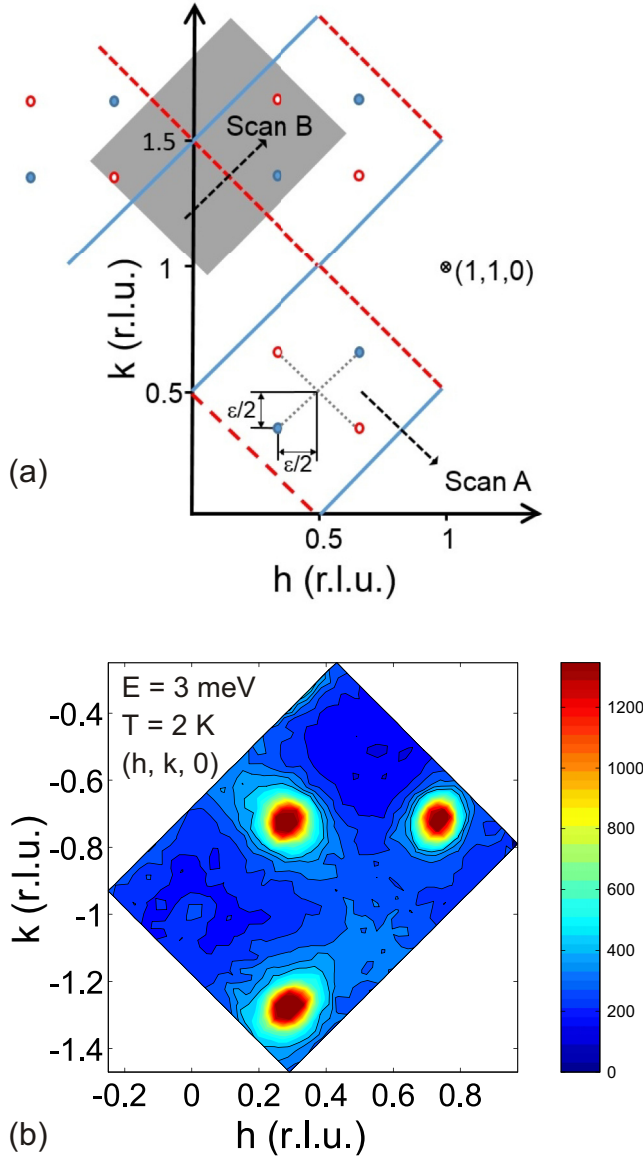 Scan B
1.5
k (r.l.u.)
1
(1,1,0)
0.5
ε/2
ε/2
Scan A
(a)
0.5
1
h (r.l.u.)
E = 3 meV
T = 2 K
(h, k, 0)
-0.4
-0.6
-0.8
-1
-1.2
-1.4
k (r.l.u.)
-0.2
0
0.2
0.4
0.6
0.8
h (r.l.u.)
(b)
1200
1000
800
600
400
200
0